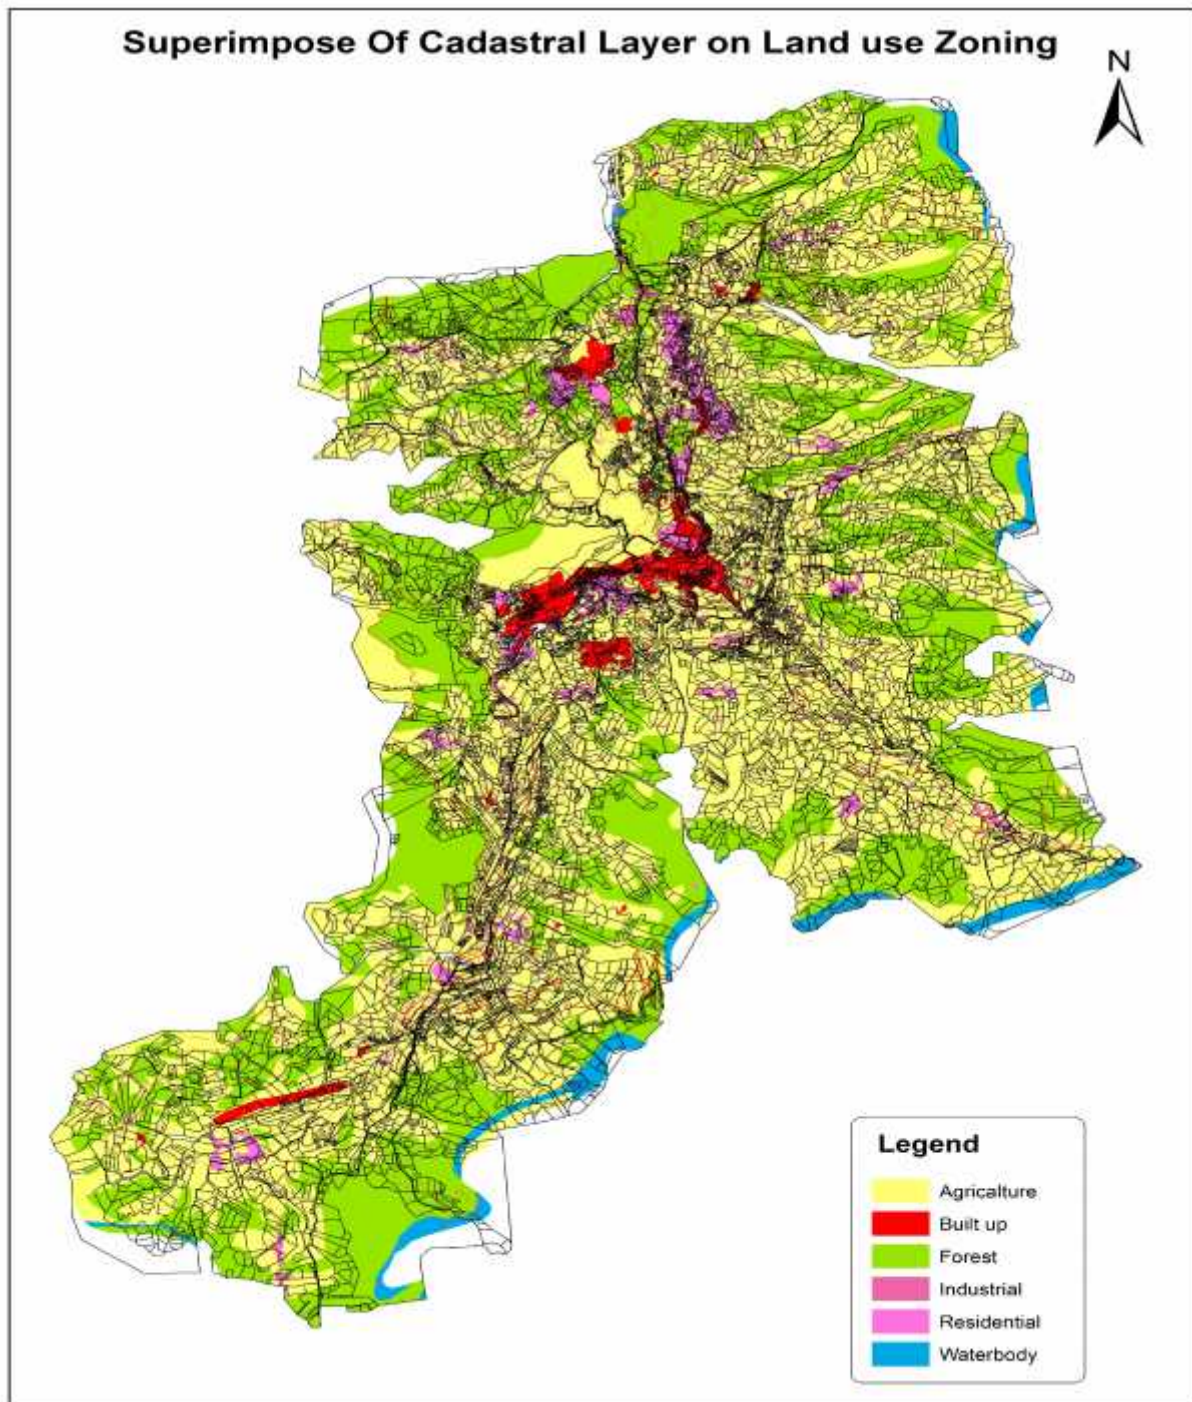 Superimpose Of Cadastral Layer on Land use Zoning
N
Legend
Agricalture
Built up
Forest
Industrial
Residential
Waterbody